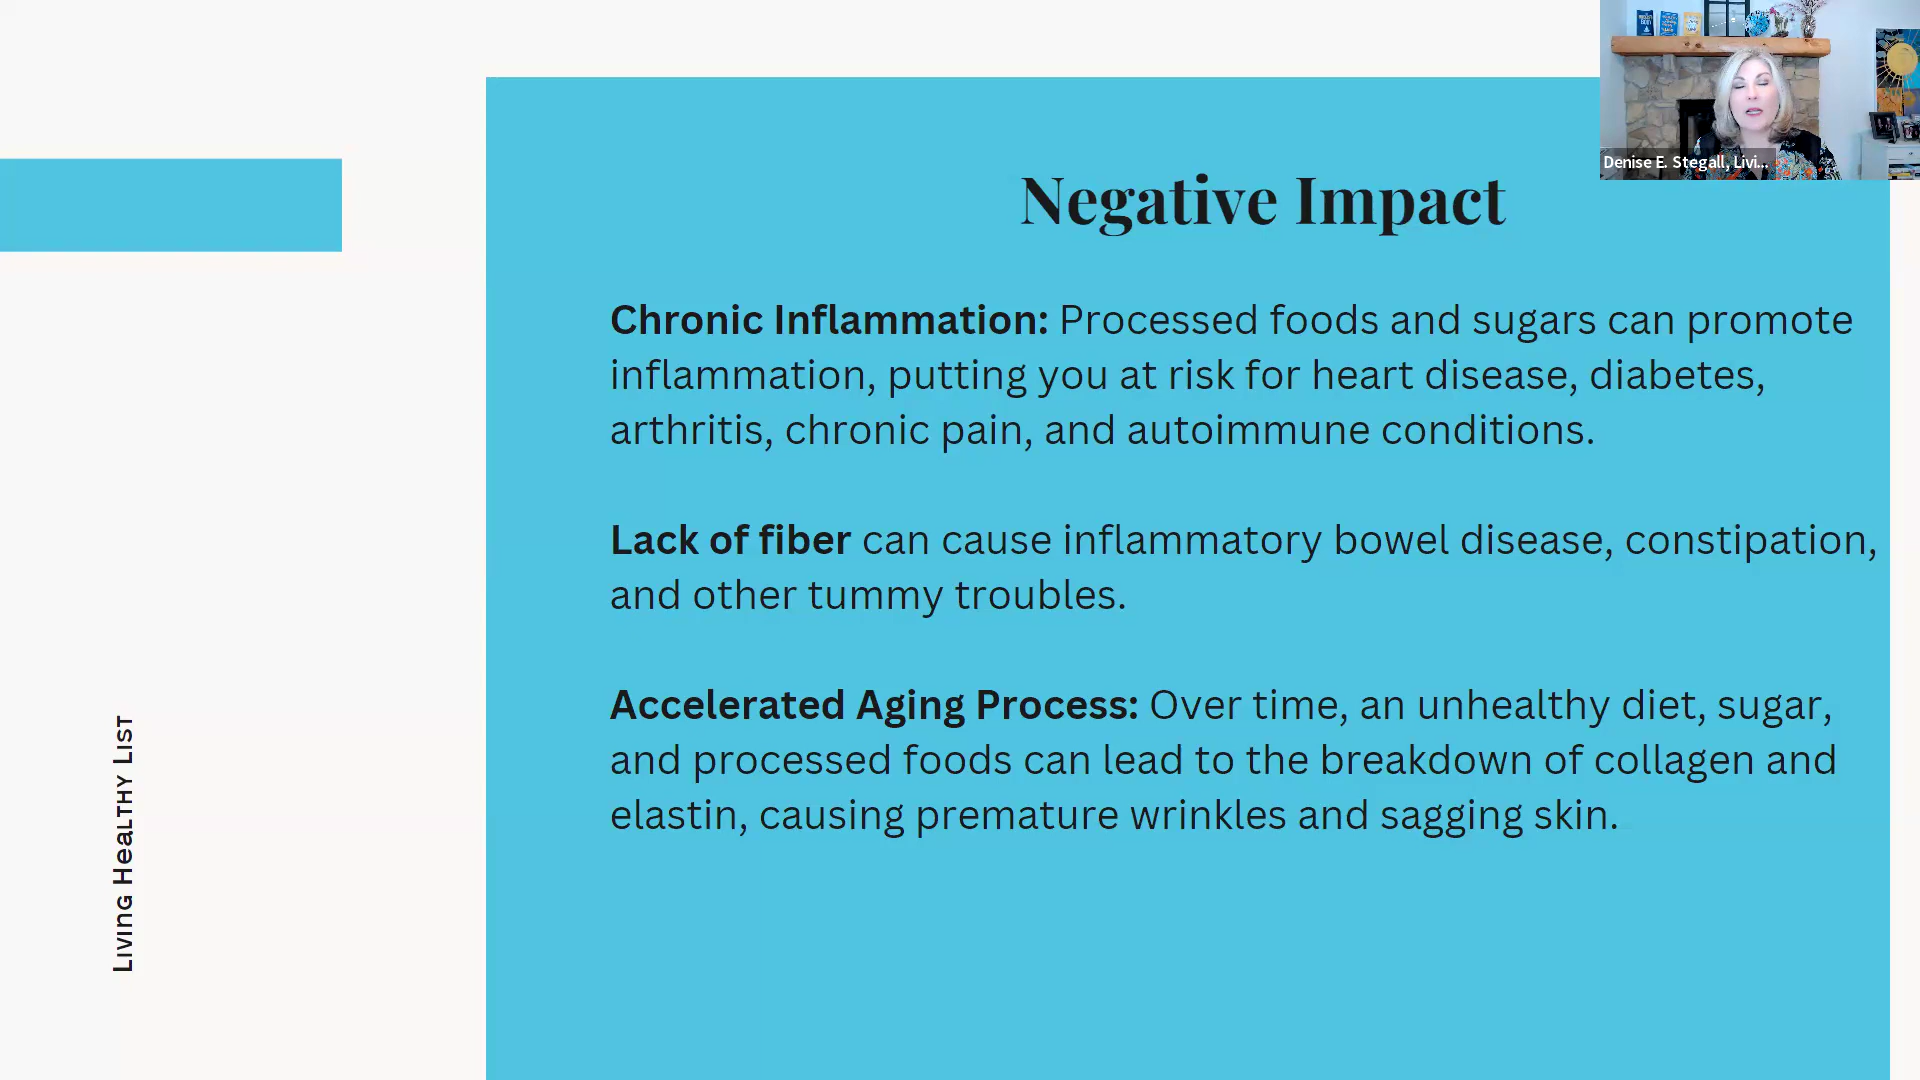 Denise E. Stegall, Livi...
Negative Impact
Chronic Inflammation: Processed foods and sugars can promote
inflammation, putting you at risk for heart disease, diabetes,
arthritis, chronic pain, and autoimmune conditions.
Lack of fiber can cause inflammatory bowel disease, constipation,
and other tummy troubles.
Accelerated Aging Process: Over time, an unhealthy diet, sugar,
and processed foods can lead to the breakdown of collagen and
elastin, causing premature wrinkles and sagging skin.
Living Healthy List